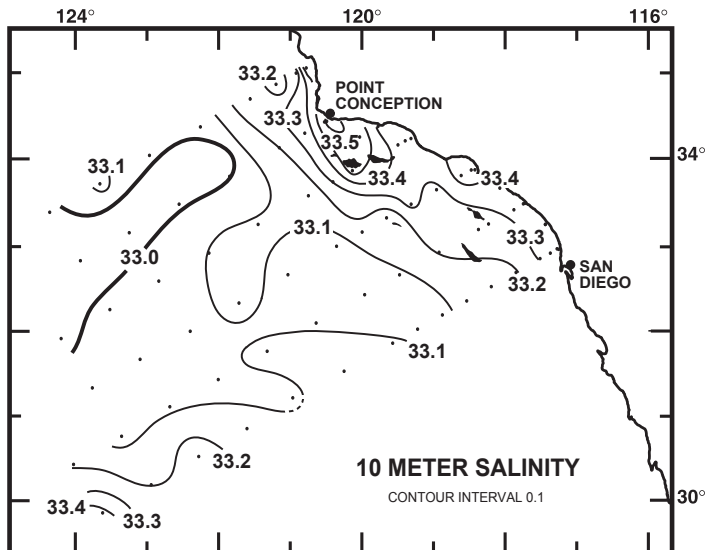 124° 120° 116°
33.2
POINT
CONCEPTION
33.3
33.5
34°
33.1
33.4
33.4
33.1
33.3
33.0
SAN
DIEGO
33.2
33.1
33.2
10 METER SALINITY
CONTOUR INTERVAL 0.1
30°
33.4
33.3